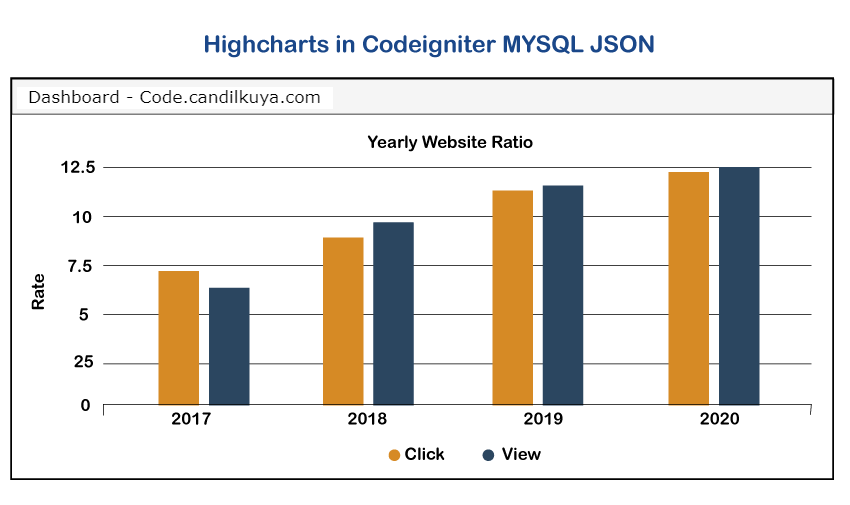 Highcharts in Codeigniter MYSQL JSON
Dashboard - Code.candilkuya.com
Yearly Website Ratio
12.5
10
7.5
5
25
0
Rate
2017 2018 2019 2020
Click View